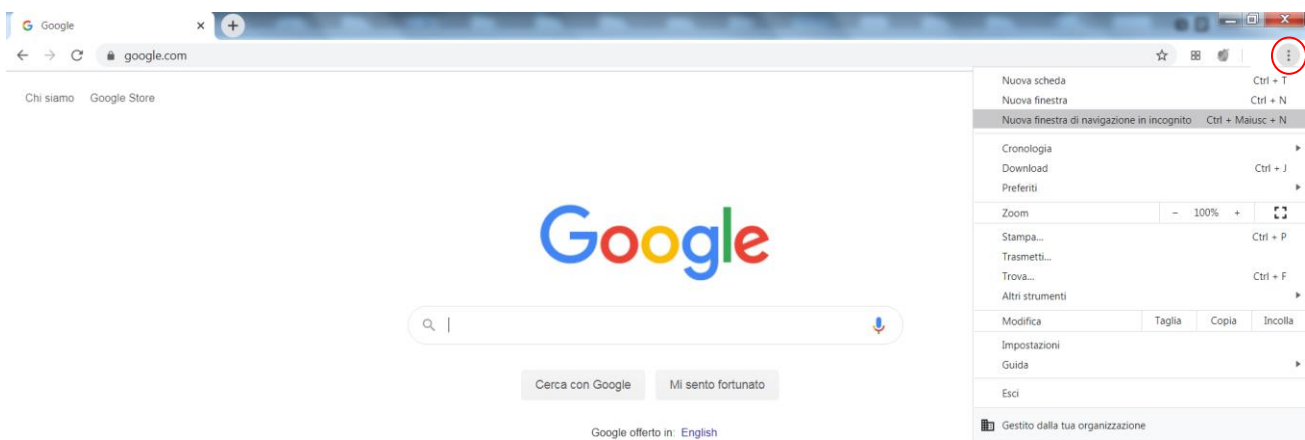 Google
google.com
Chi siamo Google Store
Nuova scheda Ctrl + T
Nuova finestra Ctrl + N
Nuova finestra di navigazione in incognito Ctrl + Maiusc + N
Cronologia
Download Ctrl + J
Preferiti
Zoom - 100% +
Stampa... Ctrl + P
Trasmetti...
Trova... Ctrl + F
Altri strumenti
Modifica Taglia Copia Incolla
Impostazioni
Guida
Esci
Gestito dalla tua organizzazione
Google
Cerca con Google Mi sento fortunato
Google offerto in: English